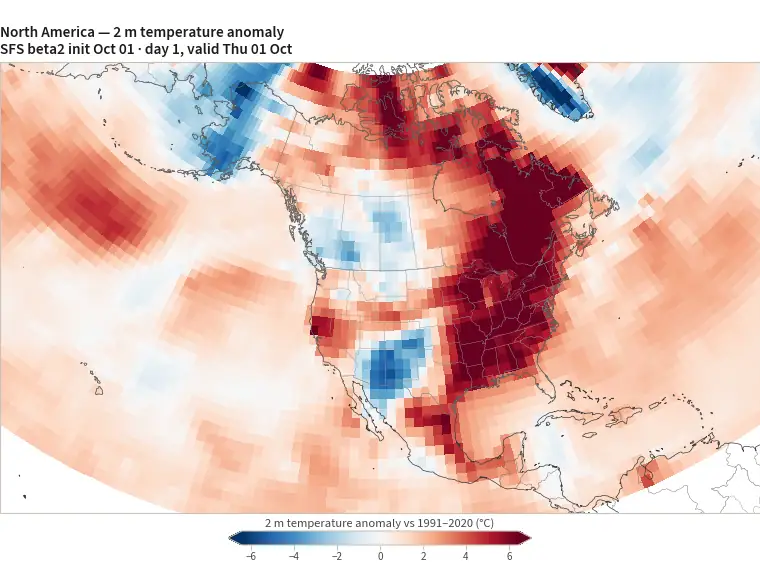 North America — 2 m temperature anomaly
SFS beta2 init Oct 01 · day 1, valid Thu 01 Oct
2 m temperature anomaly vs 1991–2020 (°C)
−6 −4 −2 0 2 4 6